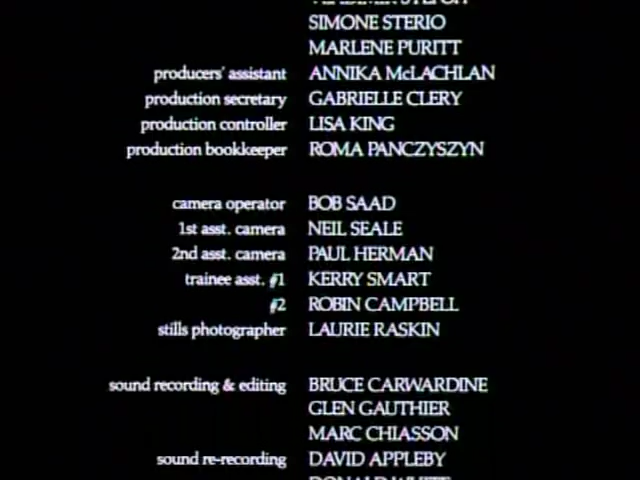 SIMONE STERIO
MARLENE PURITT
producers' assistant ANNIKA McLACHLAN
production secretary GABRIELLE CLERY
production controller LISA KING
production bookkeeper ROMA PANCZYSZYN
camera operator BOB SAAD
1st asst. camera NEIL SEALE
2nd asst. camera PAUL HERMAN
trainee asst. #1 KERRY SMART
#2 ROBIN CAMPBELL
stills photographer LAURIE RASKIN
sound recording & editing BRUCE CARWARDINE
GLEN GAUTHIER
MARC CHIASSON
sound re-recording DAVID APPLEBY